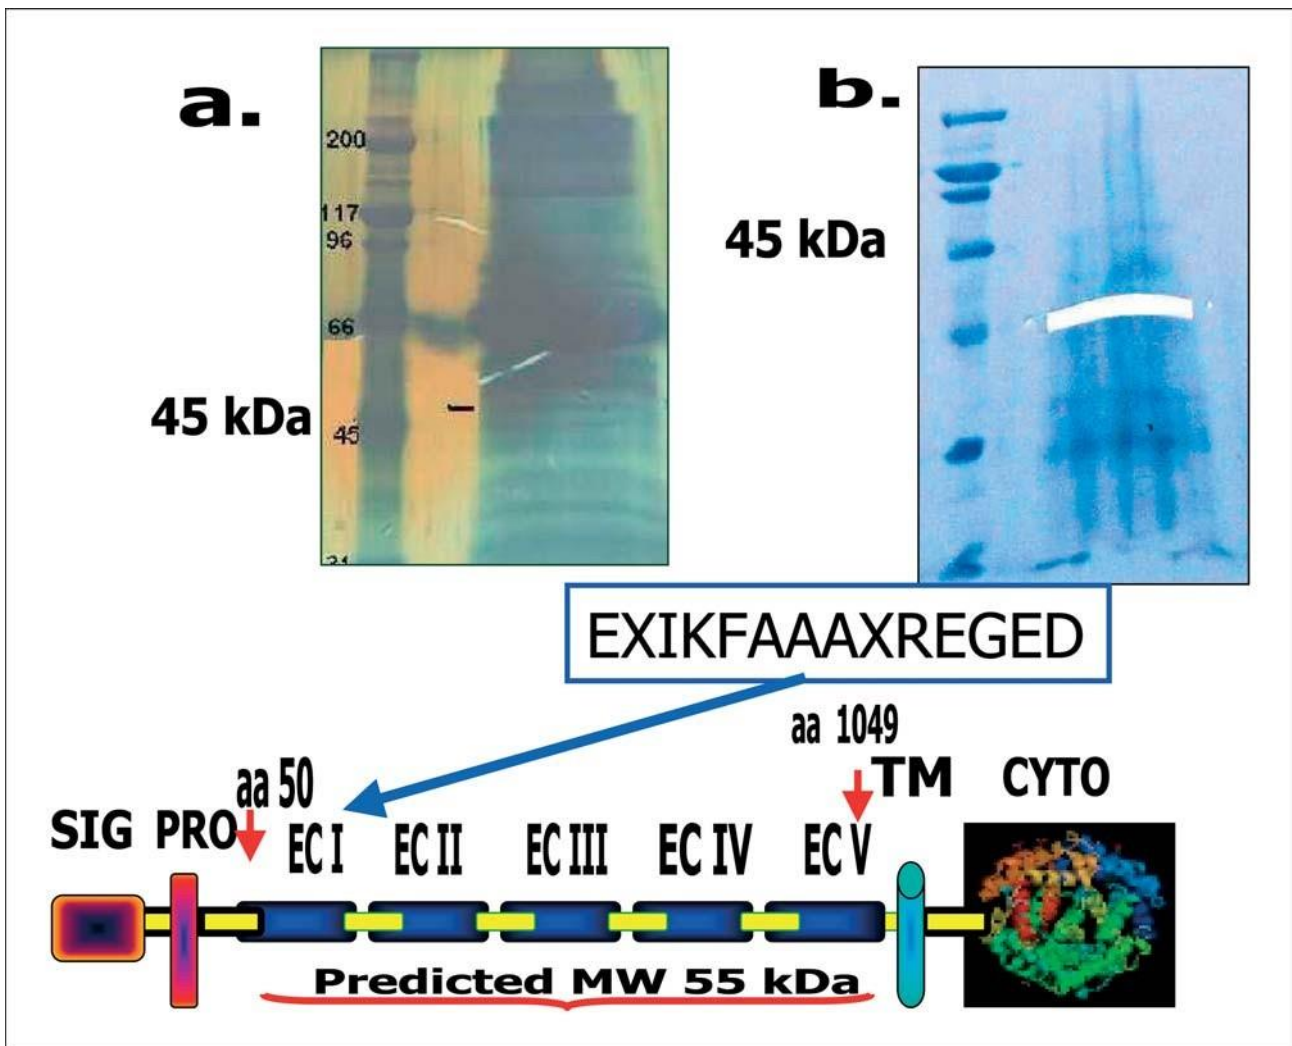 a.
b.
200
117
96
66
45
31
45 kDa
45 kDa
EXIKFAAAXREGED
aa 50
aa 1049
SIG PRO
TM CYTO
EC I EC II EC III EC IV EC V
Predicted MW 55 kDa